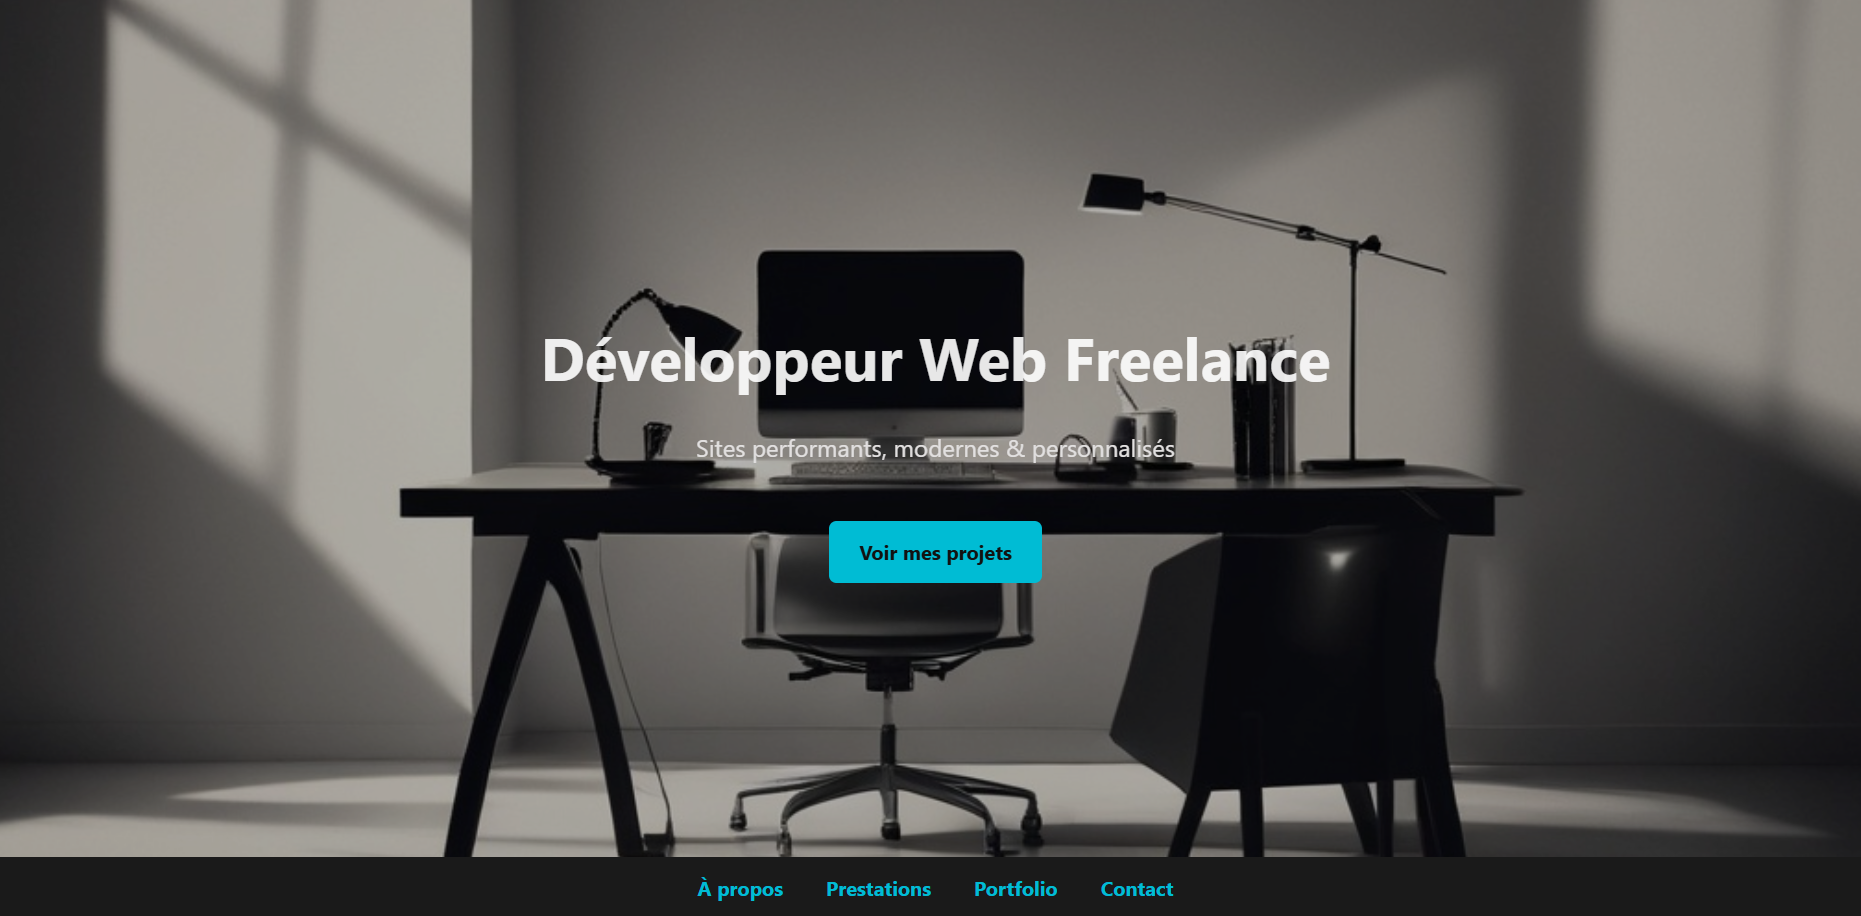 Développeur Web Freelance
Sites performants, modernes & personnalisés
Voir mes projets
À propos Prestations Portfolio Contact